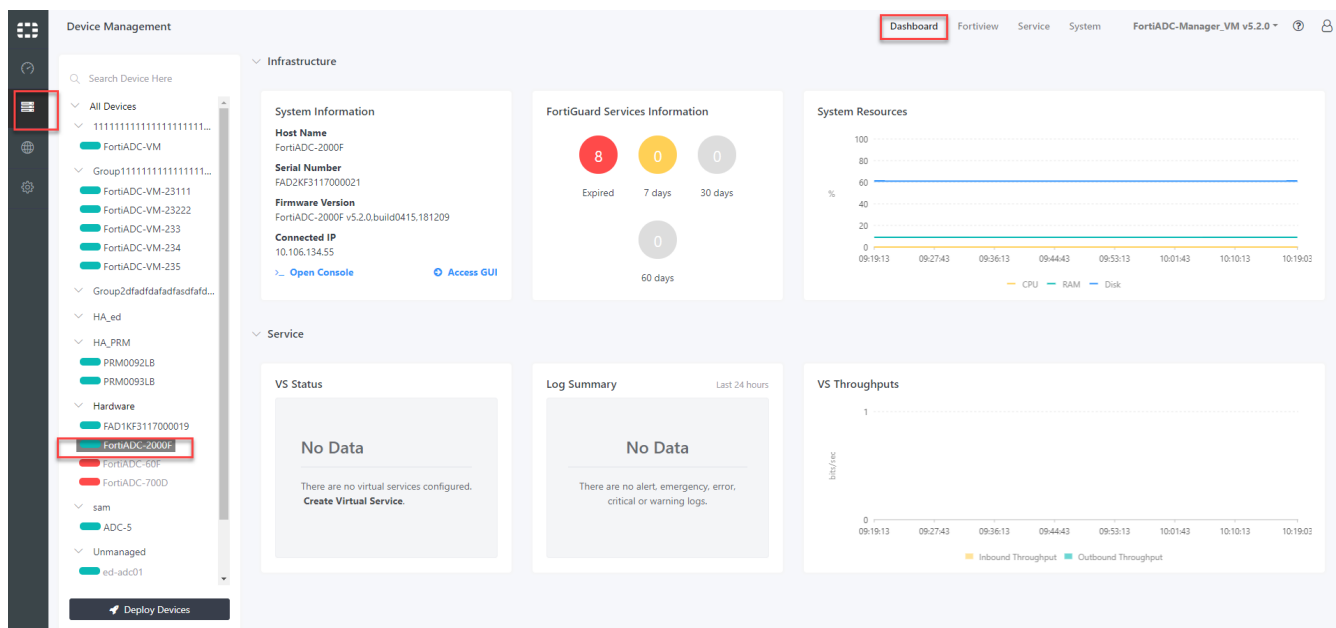 Device Management
Dashboard
Fortiview
Service
System
FortiADC-Manager_VM v5.2.0
Search Device Here
All Devices
111111111111111111111...
FortiADC-VM
Group1111111111111111...
FortiADC-VM-23111
FortiADC-VM-23222
FortiADC-VM-233
FortiADC-VM-234
FortiADC-VM-235
Group2dfadfdafadfasdfafd...
HA_ed
HA_PRM
PRM0092LB
PRM0093LB
Hardware
FAD1KF3117000019
FortiADC-2000F
FortiADC-60F
FortiADC-700D
sam
ADC-5
Unmanaged
ed-adc01
Deploy Devices
Infrastructure
System Information
Host Name
FortiADC-2000F
Serial Number
FAD2KF3117000021
Firmware Version
FortiADC-2000F v5.2.0,build0415.181209
Connected IP
10.106.134.55
>_ Open Console
Access GUI
FortiGuard Services Information
8
0
0
Expired
7 days
30 days
0
60 days
System Resources
100
80
60
40
20
0
%
09:19:13 09:27:43 09:36:13 09:44:43 09:53:13 10:01:43 10:10:13 10:19:03
CPU RAM Disk
Service
VS Status
No Data
There are no virtual services configured.
Create Virtual Service.
Log Summary
Last 24 hours
No Data
There are no alert, emergency, error,
critical or warning logs.
VS Throughputs
1
bits/sec
0
09:19:13 09:27:43 09:36:13 09:44:43 09:53:13 10:01:43 10:10:13 10:19:03
Inbound Throughput Outbound Throughput